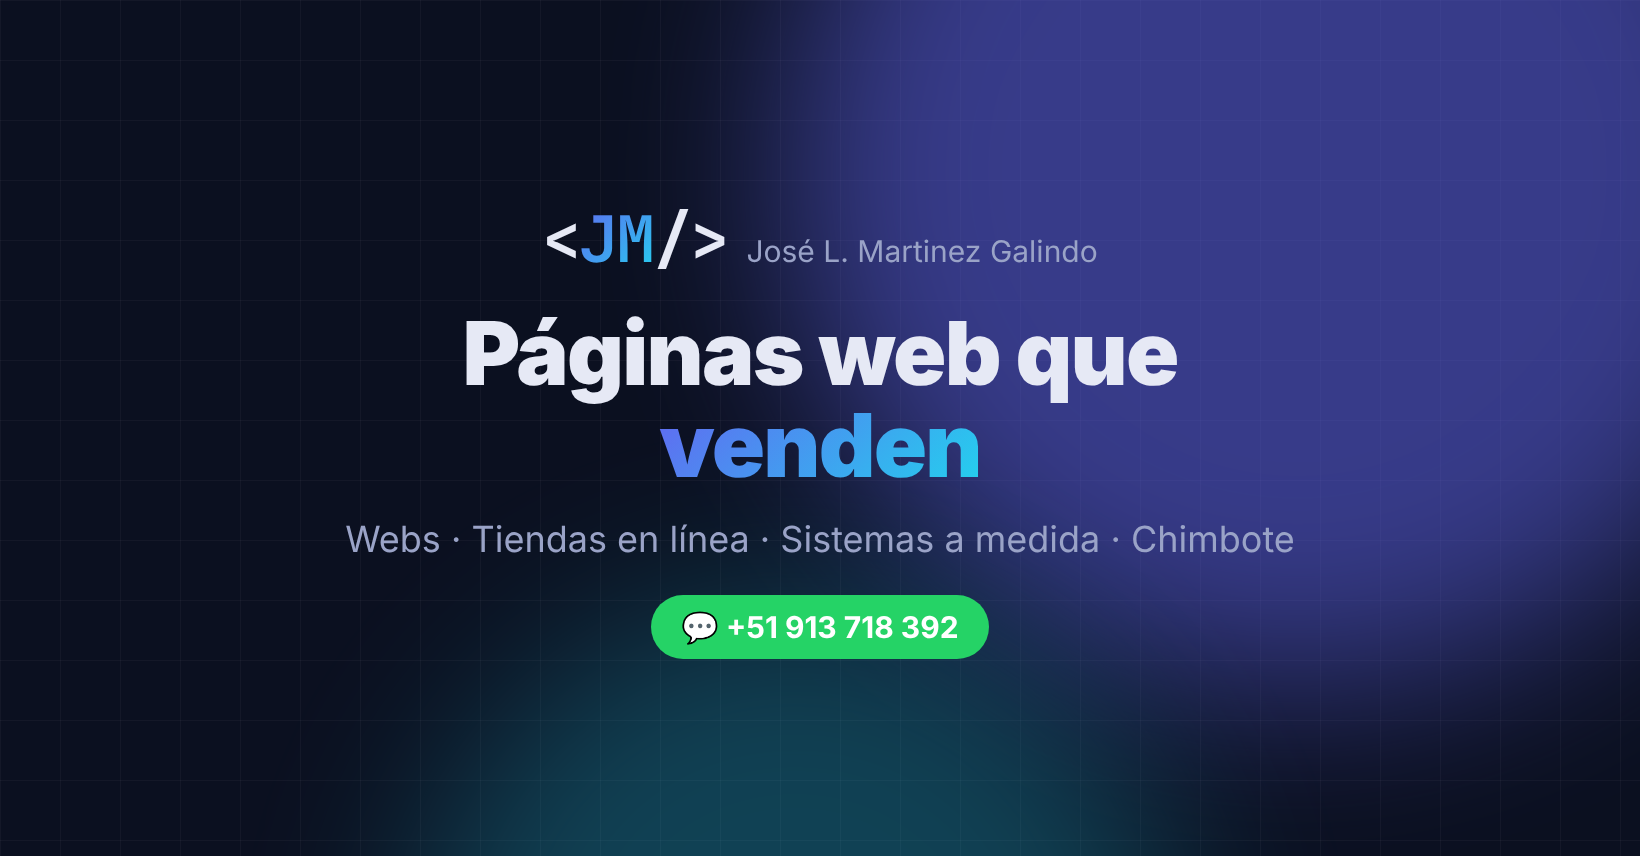 <JM/> José L. Martinez Galindo
Páginas web que
venden
Webs · Tiendas en línea · Sistemas a medida · Chimbote
💬 +51 913 718 392